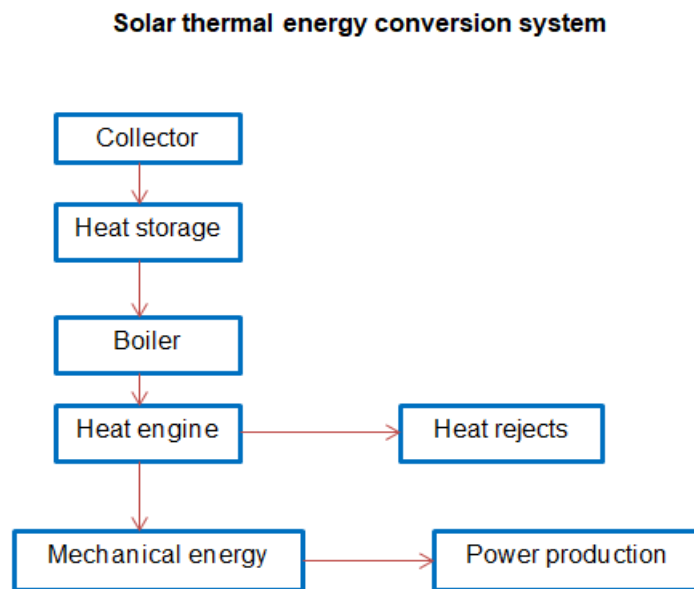 Solar thermal energy conversion system
Collector
Heat storage
Boiler
Heat engine
Heat rejects
Mechanical energy
Power production